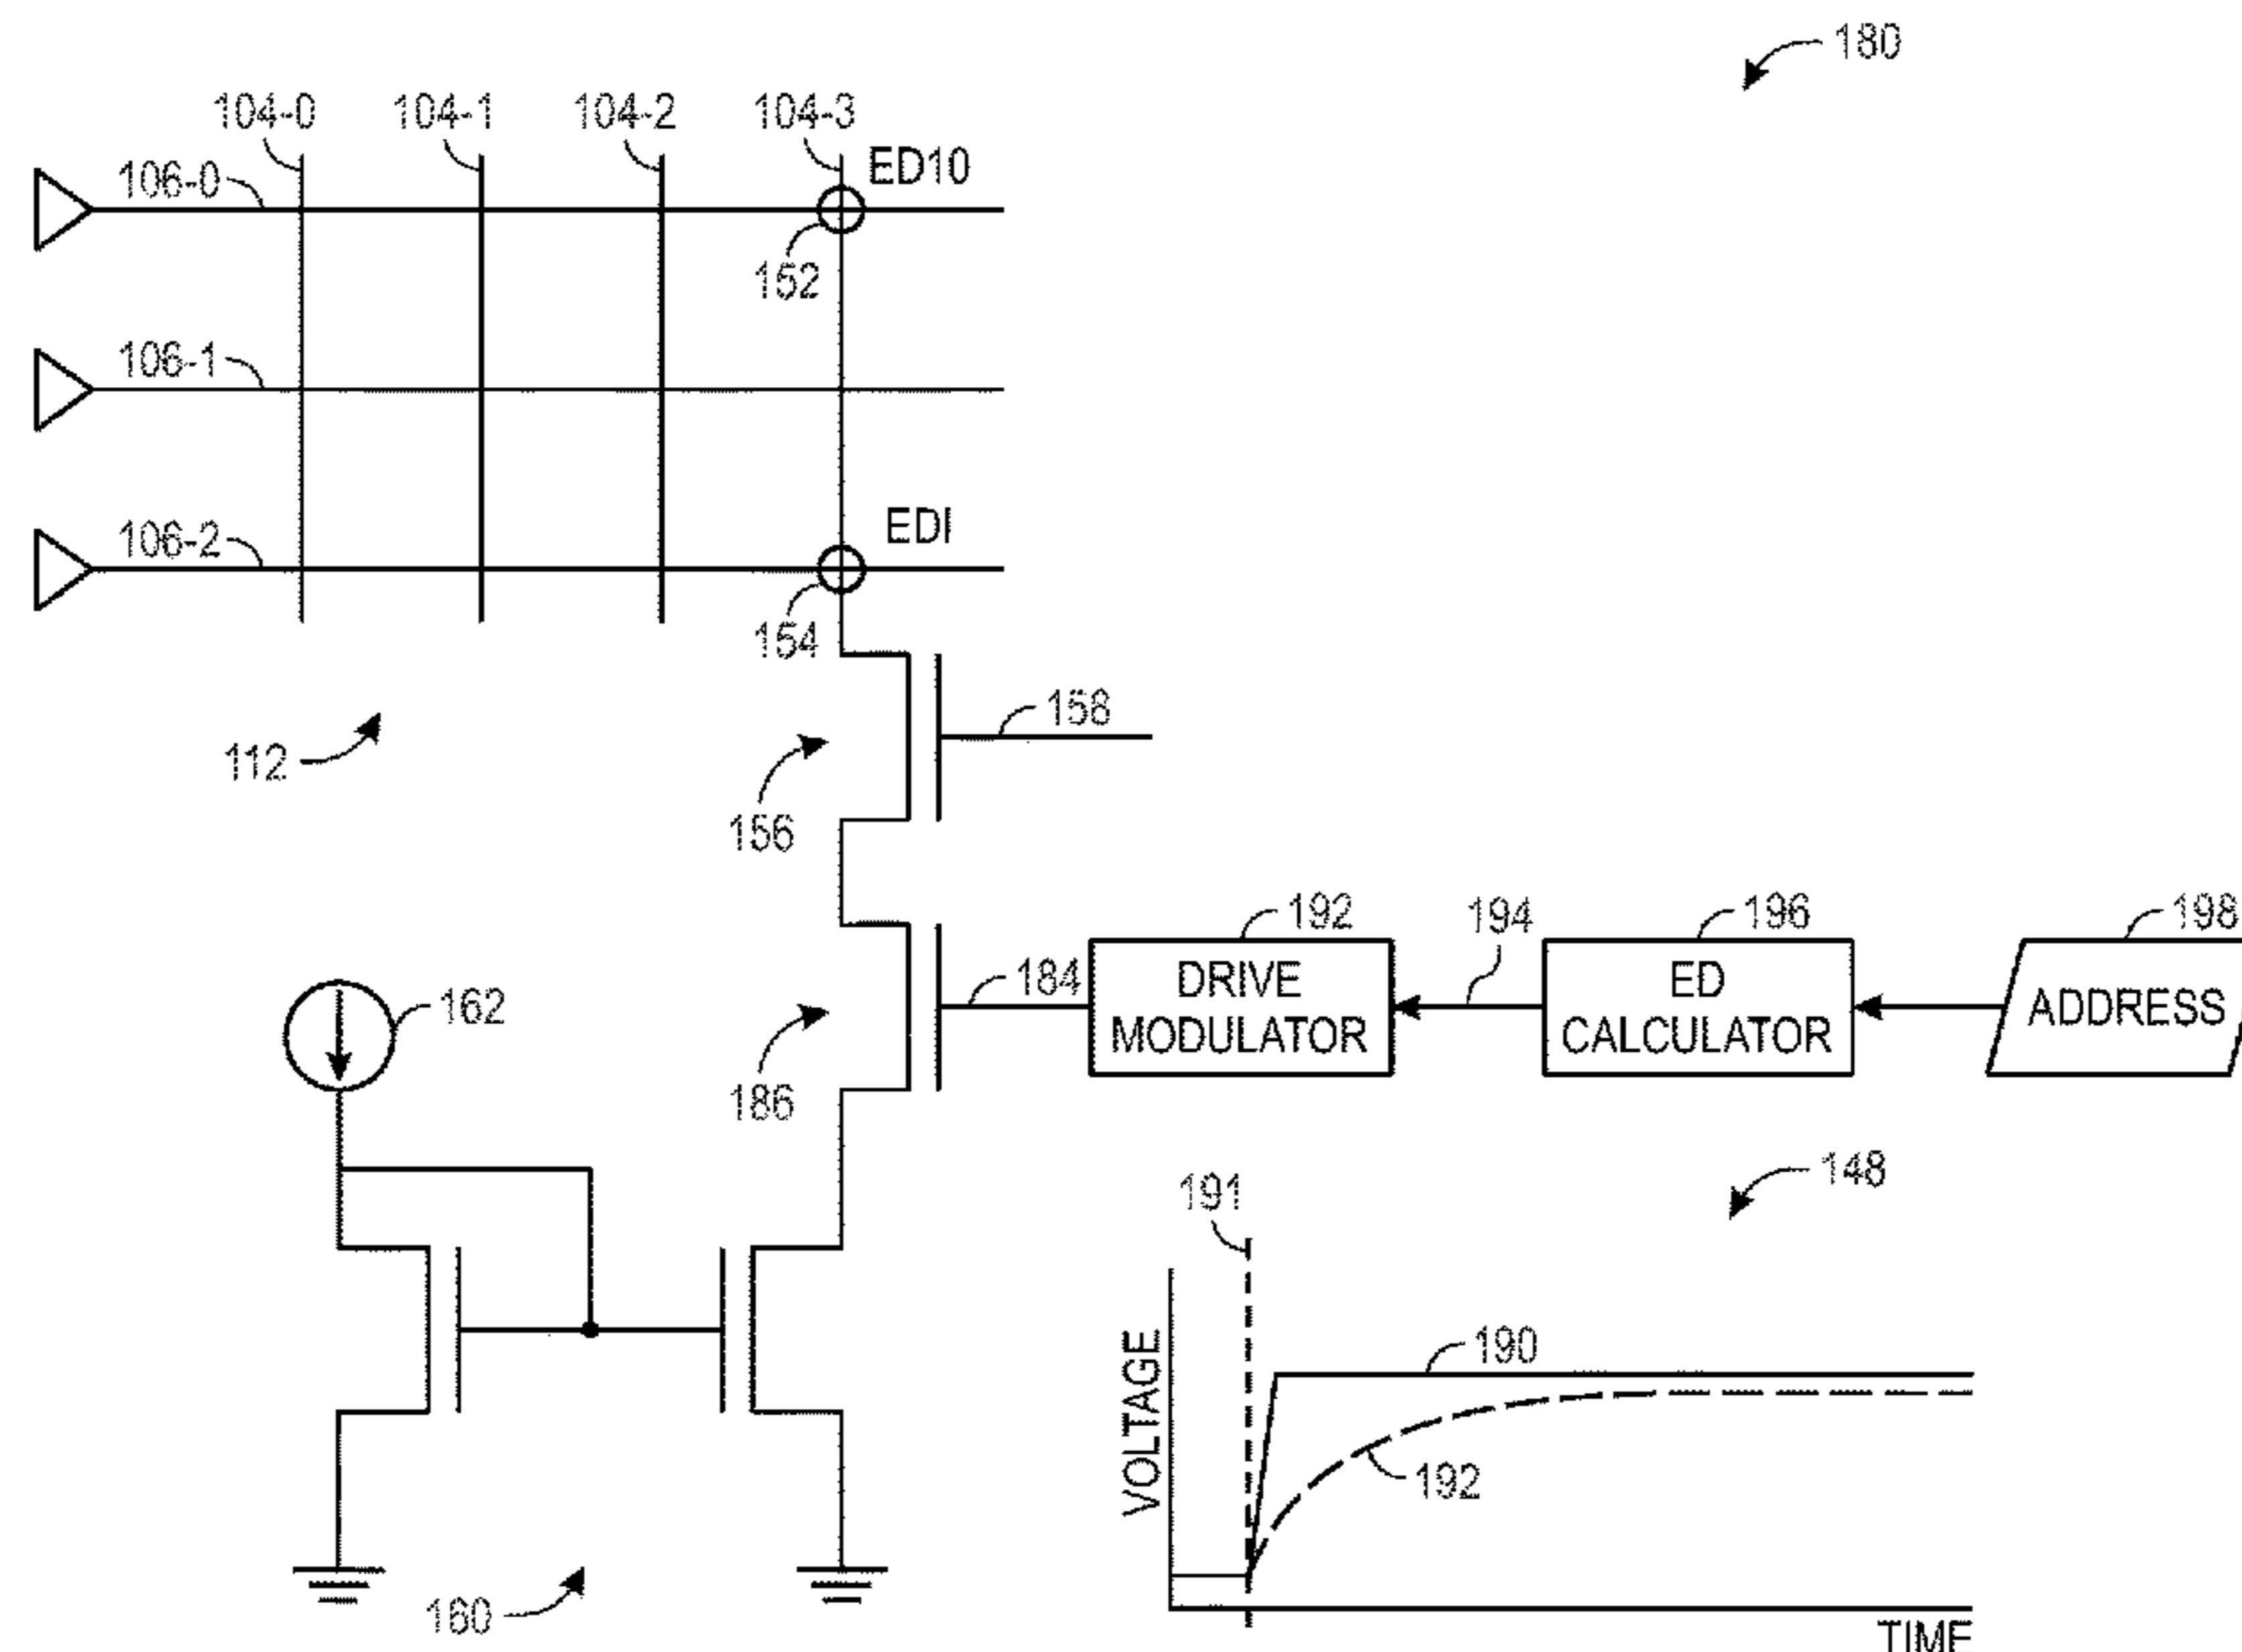 180
104-0 104-1 104-2 104-3
ED10
106-0
152
106-1
EDI
106-2
154
158
112
156
192 194 196 198
184
DRIVE
MODULATOR
ED
CALCULATOR
ADDRESS
162
186
148
191
190
VOLTAGE
192
160
TIME